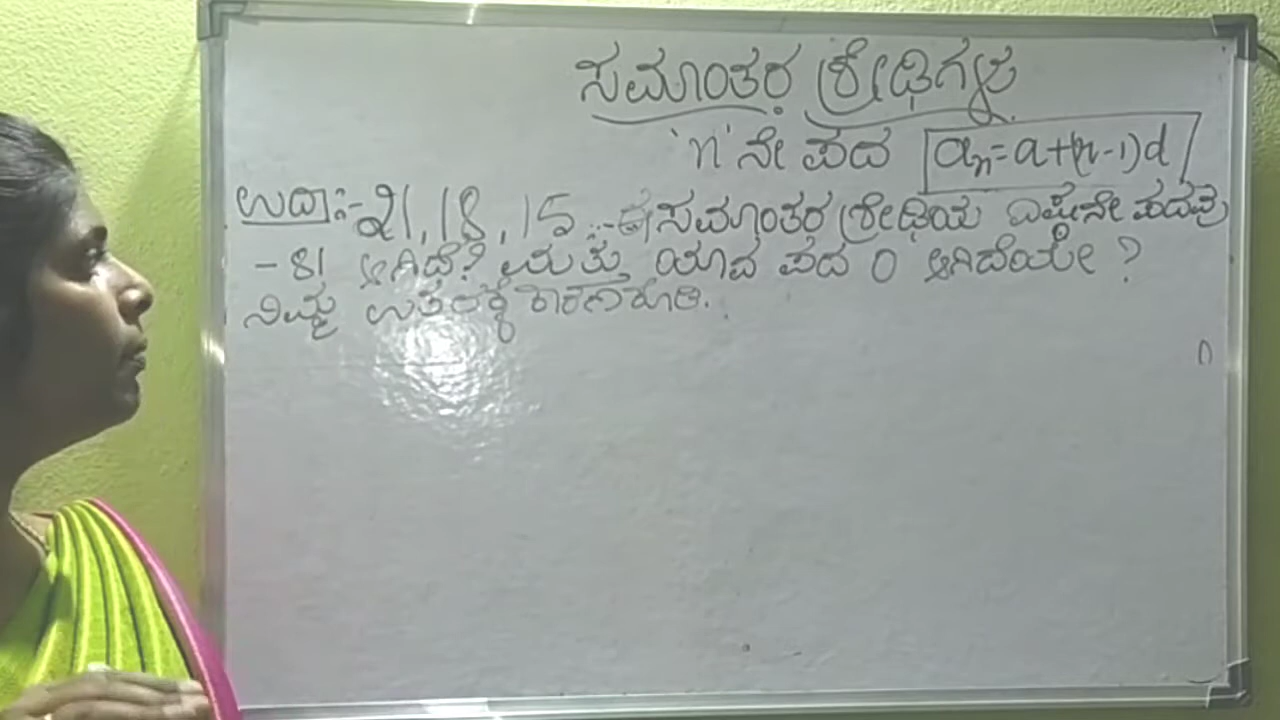 ಸಮಾಂತರ ಶ್ರೇಢಿಗಳು
'n' ನೇ ಪದ an=a+(n-1)d
ಉದಾ:- 21, 18, 15 ...- ಈ ಸಮಾಂತರ ಶ್ರೇಢಿಯ ಎಷ್ಟನೇ ಪದವು
-81 ಆಗಿದೆ? ಮತ್ತು ಯಾವ ಪದ 0 ಆಗಿದೆಯೇ ?
ನಿಮ್ಮ ಉತ್ತರಕ್ಕೆ ಕಾರಣ ಕೊಡಿ.
n